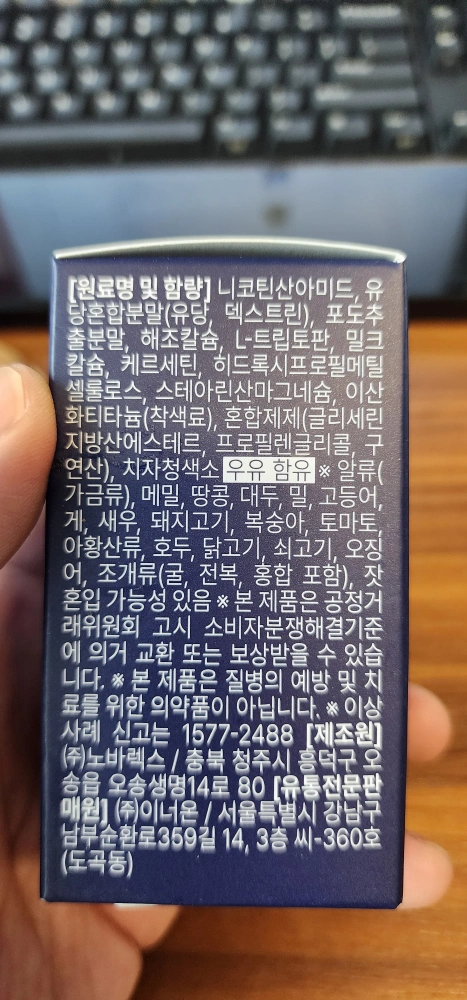 [원료명 및 함량] 니코틴산아미드, 유
당혼합분말(유당, 덱스트린), 포도추
출분말, 해조칼슘, L-트립토판, 밀크
칼슘, 케르세틴, 히드록시프로필메틸
셀룰로스, 스테아린산마그네슘, 이산
화티타늄(착색료), 혼합제제(글리세린
지방산에스테르, 프로필렌글리콜, 구
연산), 치자청색소 우유 함유 ※ 알류(
가금류), 메밀, 땅콩, 대두, 밀, 고등어,
게, 새우, 돼지고기, 복숭아, 토마토,
아황산류, 호두, 닭고기, 쇠고기, 오징
어, 조개류(굴, 전복, 홍합 포함), 잣
혼입 가능성 있음 ※ 본 제품은 공정거
래위원회 고시 소비자분쟁해결기준
에 의거 교환 또는 보상받을 수 있습
니다. ※ 본 제품은 질병의 예방 및 치
료를 위한 의약품이 아닙니다. ※ 이상
사례 신고는 1577-2488 [제조원]
㈜노바렉스 / 충북 청주시 흥덕구 오
송읍 오송생명14로 80 [유통전문판
매원] ㈜이너온 / 서울특별시 강남구
남부순환로359길 14, 3층 씨-360호
(도곡동)